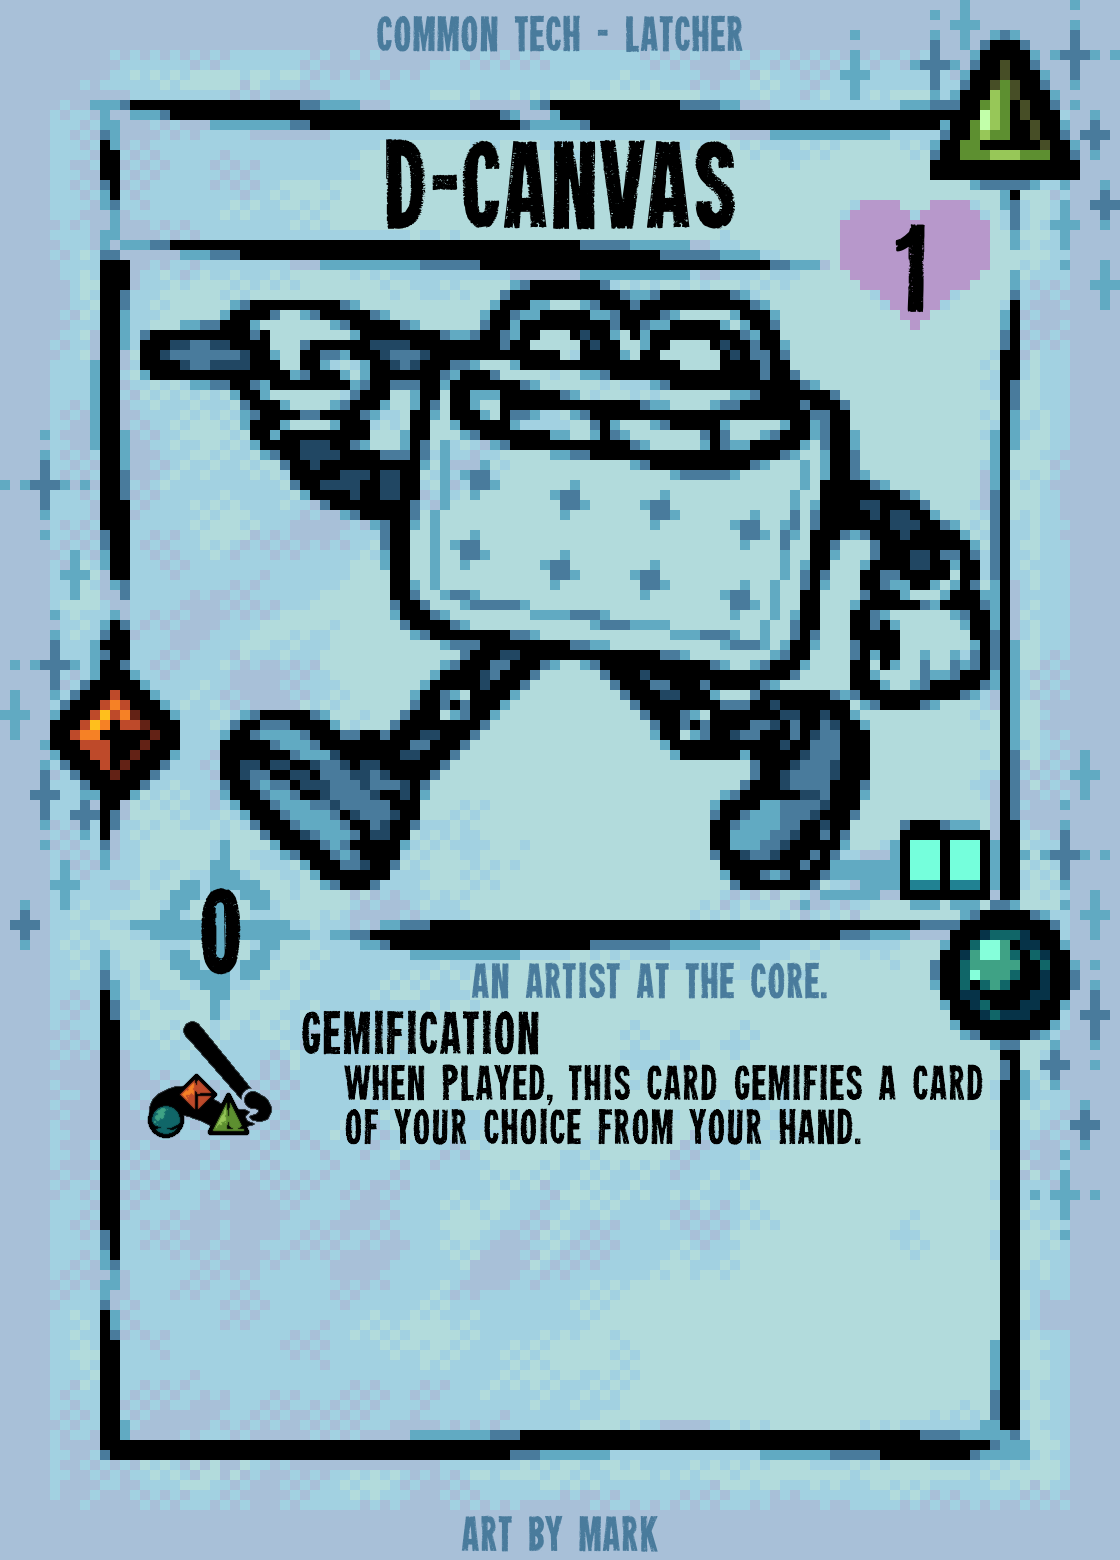 COMMON TECH - LATCHER
D-CANVAS
1
0
AN ARTIST AT THE CORE.
GEMIFICATION
WHEN PLAYED, THIS CARD GEMIFIES A CARD
OF YOUR CHOICE FROM YOUR HAND.
ART BY MARK